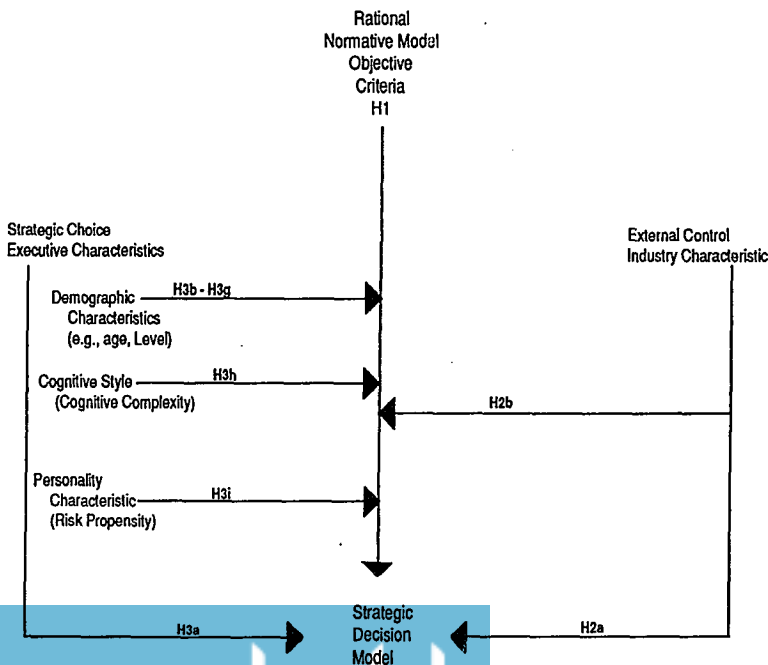 Rational
Normative Model
Objective
Criteria
H1
Strategic Choice
Executive Characteristics
External Control
Industry Characteristic
H3b - H3g
Demographic
Characteristics
(e.g., age, Level)
H3h
Cognitive Style
(Cognitive Complexity)
H2b
Personality
Characteristic
(Risk Propensity)
H3i
Strategic
Decision
Model
H3a
H2a